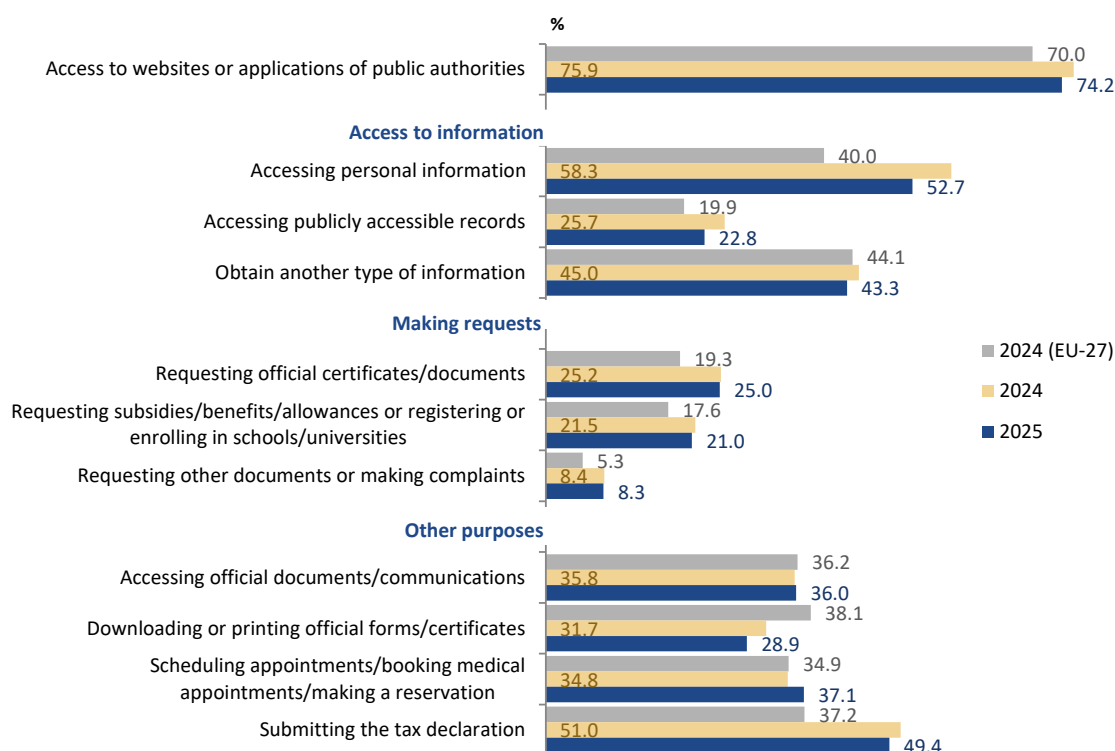 %
70.0
Access to websites or applications of public authorities
75.9
74.2
Access to information
40.0
Accessing personal information
58.3
52.7
19.9
Accessing publicly accessible records
25.7
22.8
44.1
Obtain another type of information
45.0
43.3
Making requests
19.3
Requesting official certificates/documents
25.2
25.0
17.6
Requesting subsidies/benefits/allowances or registering or
enrolling in schools/universities
21.5
21.0
5.3
Requesting other documents or making complaints
8.4
8.3
2024 (EU-27)
2024
2025
Other purposes
36.2
Accessing official documents/communications
35.8
36.0
38.1
Downloading or printing official forms/certificates
31.7
28.9
34.9
Scheduling appointments/booking medical
appointments/making a reservation
34.8
37.1
37.2
Submitting the tax declaration
51.0
49.4